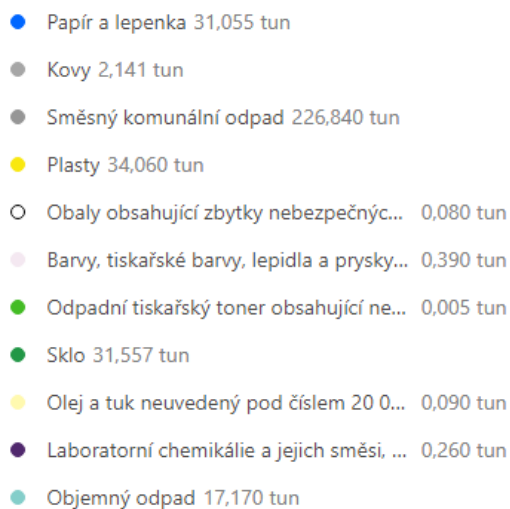 Papír a lepenka 31,055 tun
Kovy 2,141 tun
Směsný komunální odpad 226,840 tun
Plasty 34,060 tun
Obaly obsahující zbytky nebezpečnýc... 0,080 tun
Barvy, tiskařské barvy, lepidla a prysky... 0,390 tun
Odpadní tiskařský toner obsahující ne... 0,005 tun
Sklo 31,557 tun
Olej a tuk neuvedený pod číslem 20 0... 0,090 tun
Laboratorní chemikálie a jejich směsi, ... 0,260 tun
Objemný odpad 17,170 tun